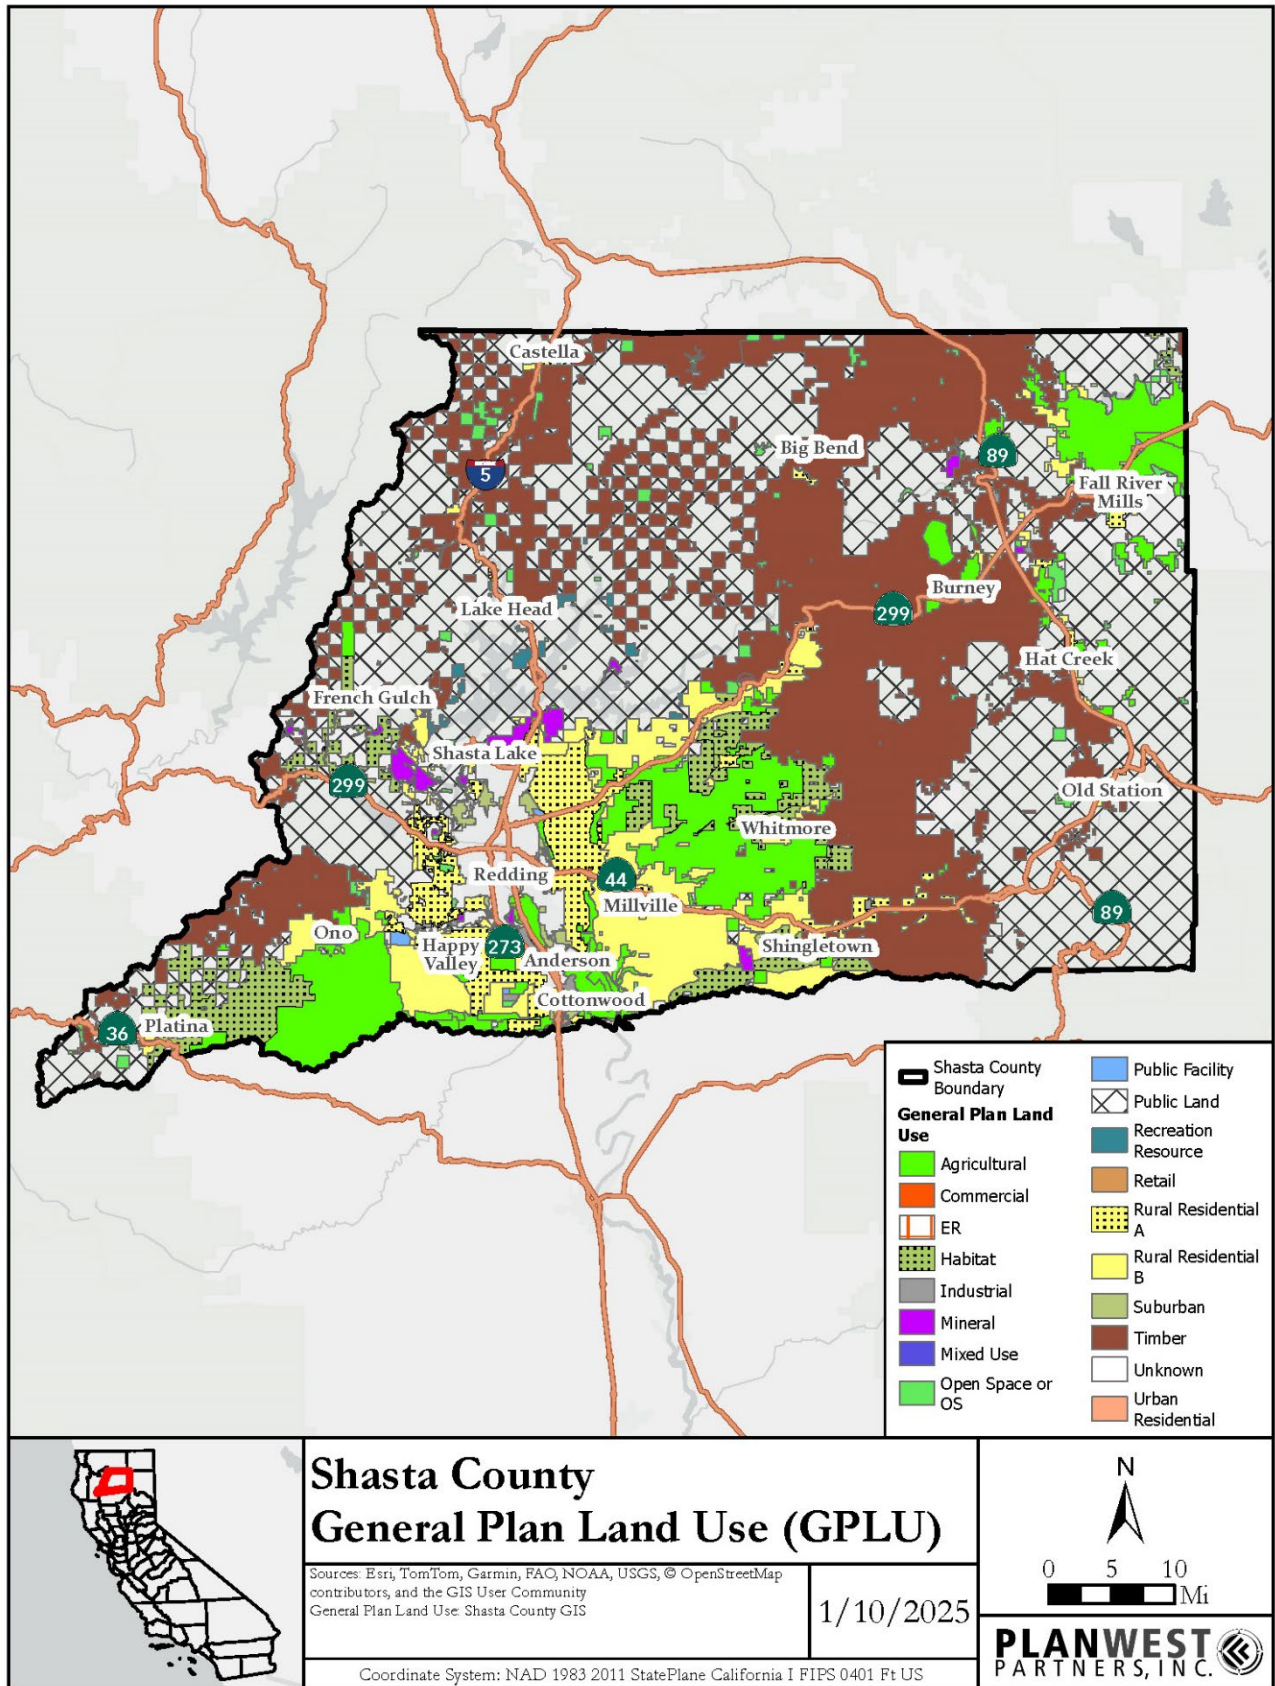 Castella
Big Bend
89
5
Fall River
Mills
Burney
Lake Head
299
Hat Creek
French Gulch
Shasta Lake
299
Old Station
Whitmore
Redding
44
Millville
89
Ono
Happy
Valley
273
Anderson
Shingletown
Cottonwood
36
Platina
Shasta County
Boundary
General Plan Land
Use
Agricultural
Commercial
ER
Habitat
Industrial
Mineral
Mixed Use
Open Space or
OS
Public Facility
Public Land
Recreation
Resource
Retail
Rural Residential
A
Rural Residential
B
Suburban
Timber
Unknown
Urban
Residential
Shasta County
General Plan Land Use (GPLU)
Sources: Esri, TomTom, Garmin, FAO, NOAA, USGS, © OpenStreetMap
contributors, and the GIS User Community
General Plan Land Use: Shasta County GIS
1/10/2025
Coordinate System: NAD 1983 2011 StatePlane California I FIPS 0401 Ft US
N
0 5 10
Mi
PLANWEST
PARTNERS, INC.